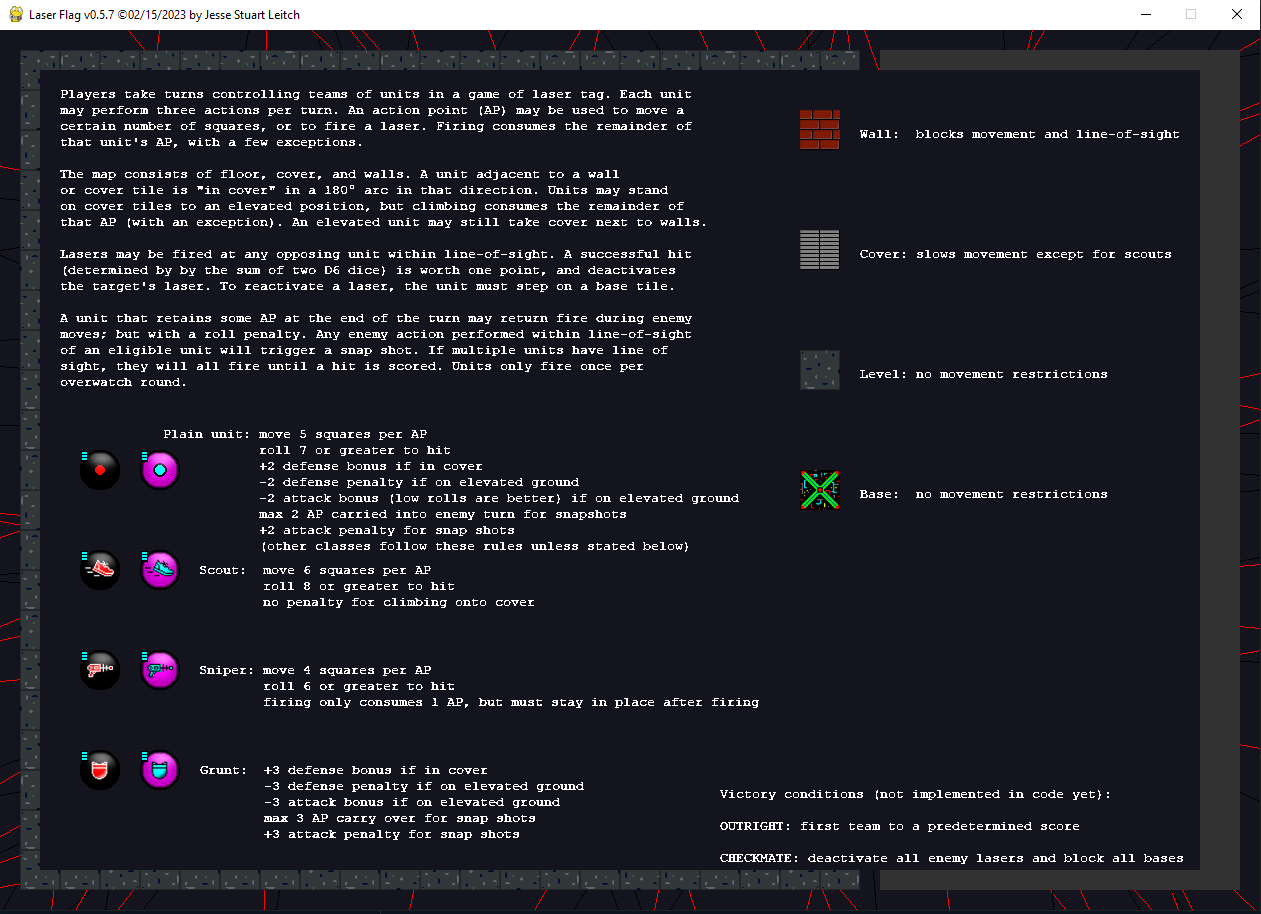 Laser Flag v0.5.7 ©02/15/2023 by Jesse Stuart Leitch
Players take turns controlling teams of units in a game of laser tag. Each unit
may perform three actions per turn. An action point (AP) may be used to move a
certain number of squares, or to fire a laser. Firing consumes the remainder of
that unit's AP, with a few exceptions.
The map consists of floor, cover, and walls. A unit adjacent to a wall
or cover tile is "in cover" in a 180° arc in that direction. Units may stand
on cover tiles to an elevated position, but climbing consumes the remainder of
that AP (with an exception). An elevated unit may still take cover next to walls.
Lasers may be fired at any opposing unit within line-of-sight. A successful hit
(determined by by the sum of two D6 dice) is worth one point, and deactivates
the target's laser. To reactivate a laser, the unit must step on a base tile.
A unit that retains some AP at the end of the turn may return fire during enemy
moves; but with a roll penalty. Any enemy action performed within line-of-sight
of an eligible unit will trigger a snap shot. If multiple units have line of
sight, they will all fire until a hit is scored. Units only fire once per
overwatch round.
Plain unit: move 5 squares per AP
roll 7 or greater to hit
+2 defense bonus if in cover
-2 defense penalty if on elevated ground
-2 attack bonus (low rolls are better) if on elevated ground
max 2 AP carried into enemy turn for snapshots
+2 attack penalty for snap shots
(other classes follow these rules unless stated below)
Scout: move 6 squares per AP
roll 8 or greater to hit
no penalty for climbing onto cover
Sniper: move 4 squares per AP
roll 6 or greater to hit
firing only consumes 1 AP, but must stay in place after firing
Grunt: +3 defense bonus if in cover
-3 defense penalty if on elevated ground
-3 attack bonus if on elevated ground
max 3 AP carry over for snap shots
+3 attack penalty for snap shots
Wall: blocks movement and line-of-sight
Cover: slows movement except for scouts
Level: no movement restrictions
Base: no movement restrictions
Victory conditions (not implemented in code yet):
OUTRIGHT: first team to a predetermined score
CHECKMATE: deactivate all enemy lasers and block all bases